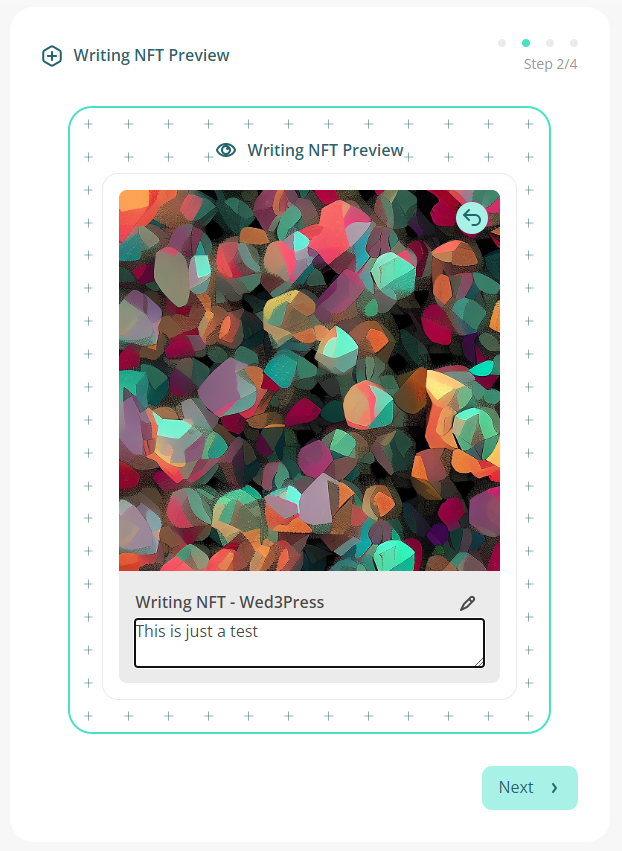 Writing NFT Preview
Step 2/4
Writing NFT Preview
Writing NFT - Wed3Press
This is just a test
Next